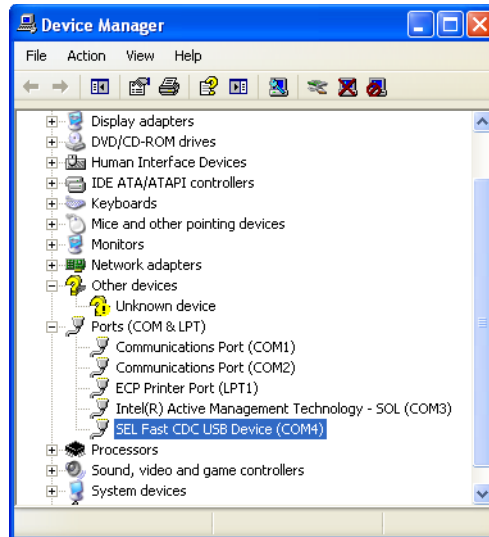 Device Manager
File Action View Help
Display adapters
DVD/CD-ROM drives
Human Interface Devices
IDE ATA/ATAPI controllers
Keyboards
Mice and other pointing devices
Monitors
Network adapters
Other devices
Unknown device
Ports (COM & LPT)
Communications Port (COM1)
Communications Port (COM2)
ECP Printer Port (LPT1)
Intel(R) Active Management Technology - SOL (COM3)
SEL Fast CDC USB Device (COM4)
Processors
Sound, video and game controllers
System devices